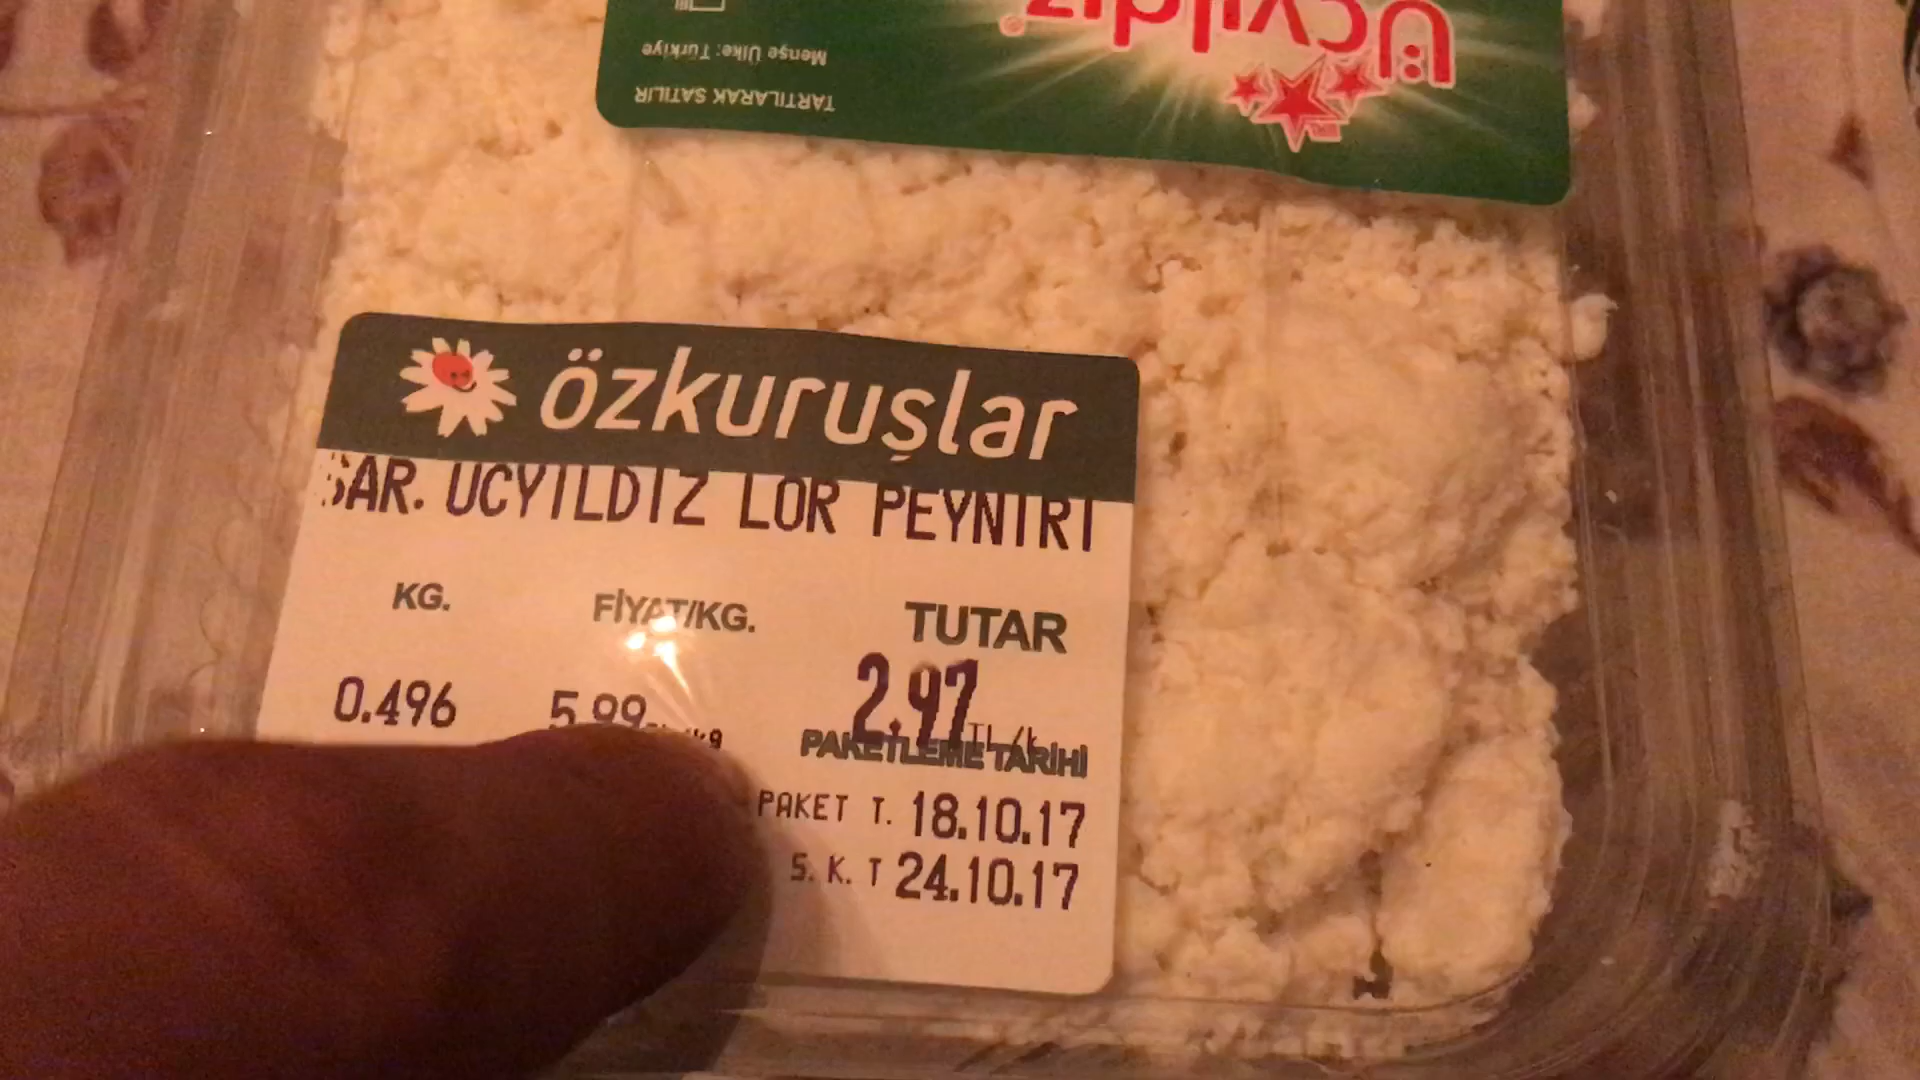 Üçyıldız
®
Menşe Ülke: Türkiye
TARTILARAK SATILIR
özkuruşlar
SAR. UCYILDIZ LOR PEYNIRI
KG. FİYAT/KG. TUTAR
0.496 5.99 2.97
PAKETLEME TARİHİ
PAKET T. 18.10.17
S. K. T 24.10.17